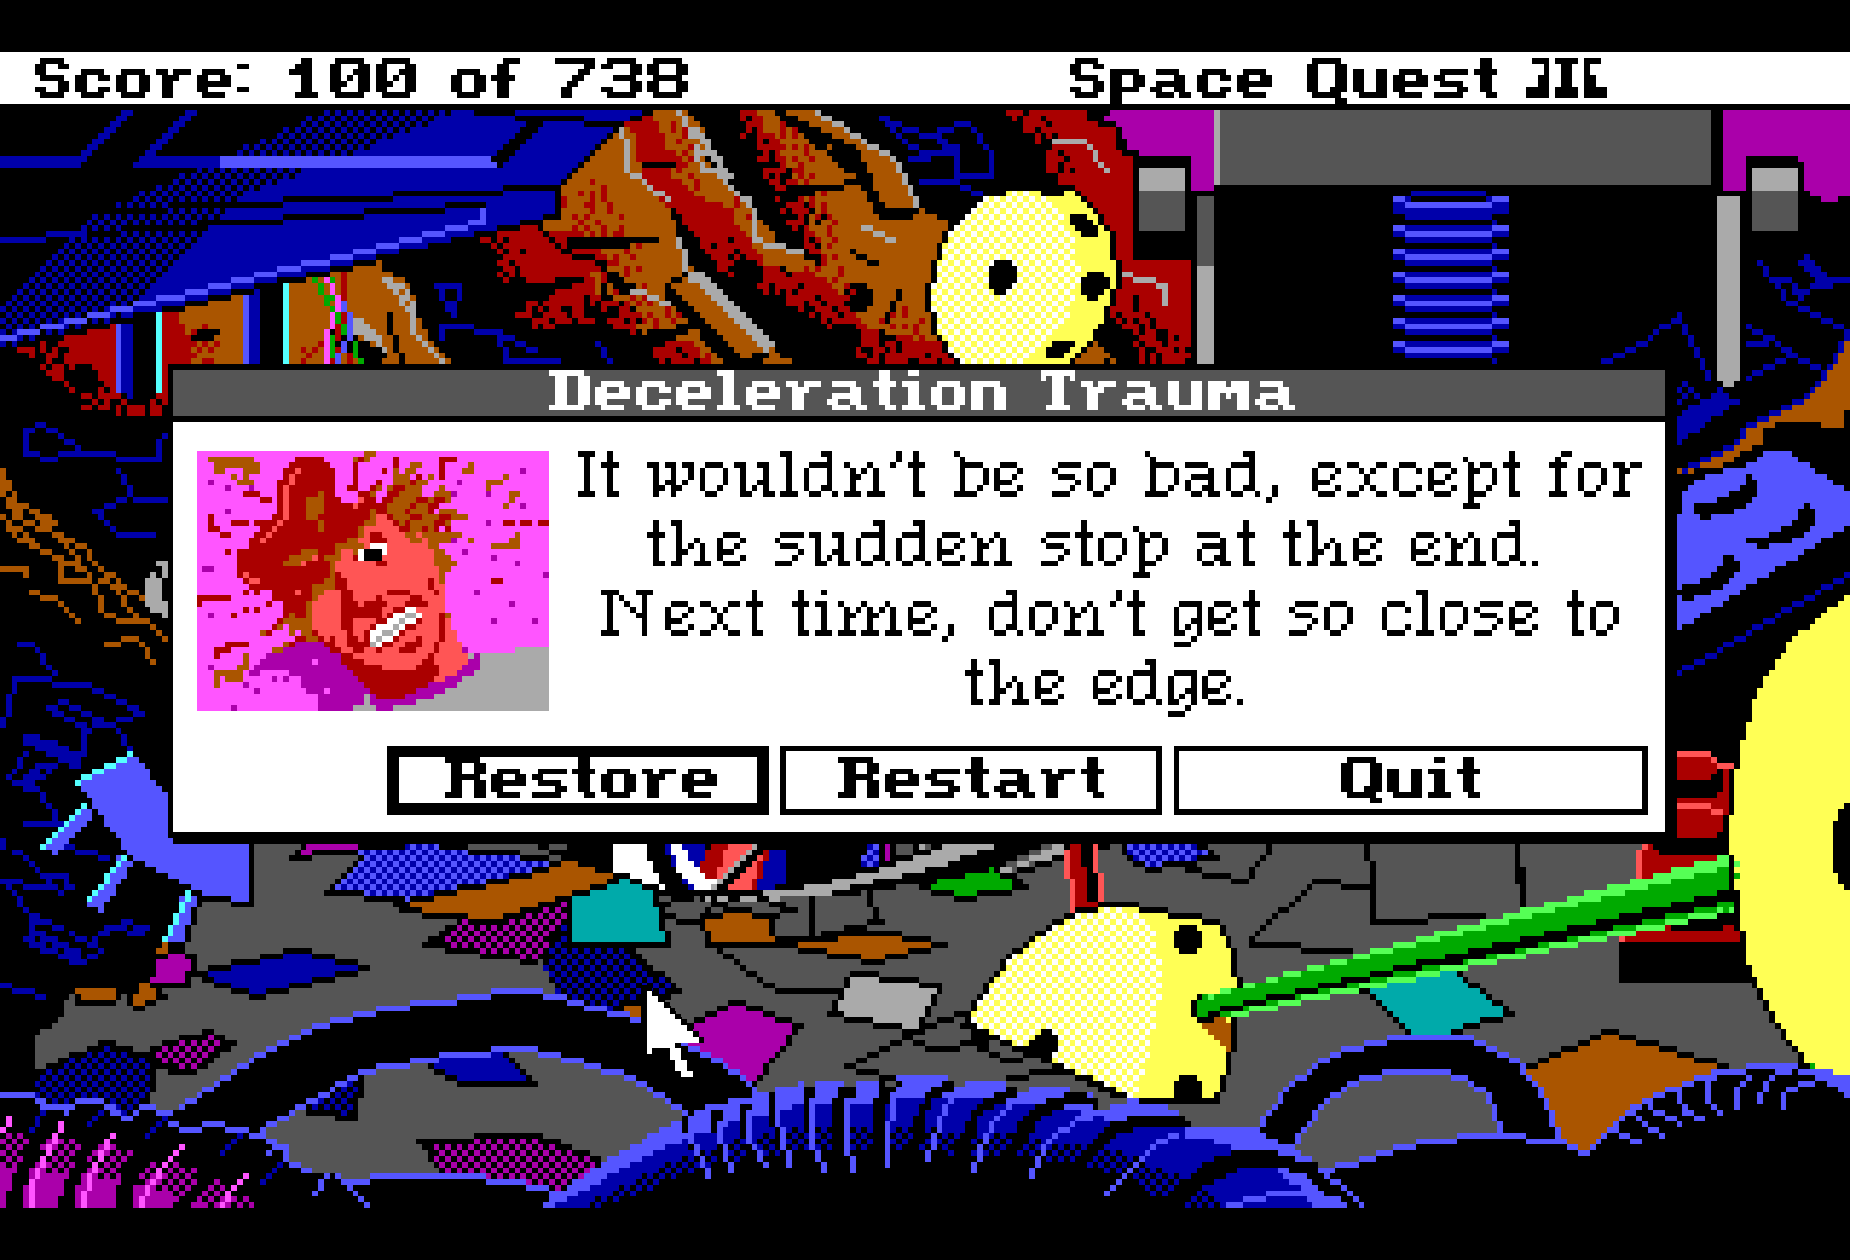 Score: 100 of 738
Space Quest III
Deceleration Trauma
It wouldn't be so bad, except for
the sudden stop at the end.
Next time, don't get so close to
the edge.
Restore
Restart
Quit